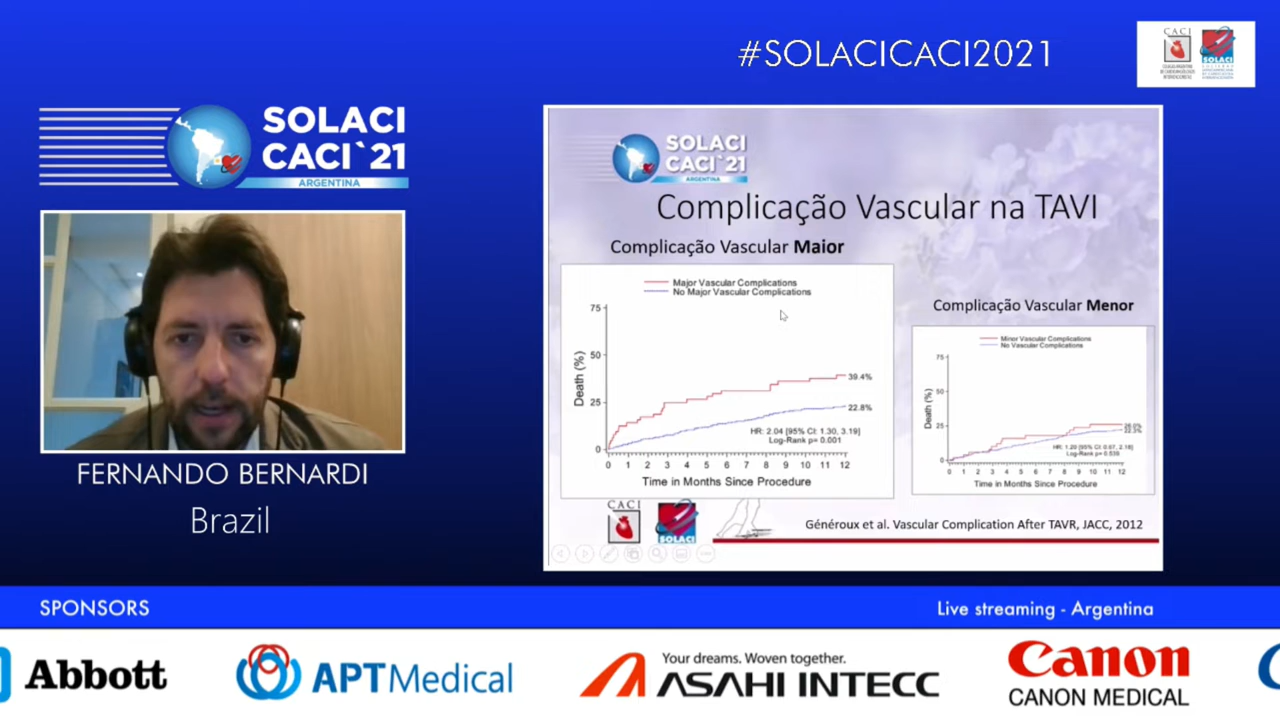 #SOLACICACI2021
CACI
SOLACI
SOLACI
CACI`21
ARGENTINA
FERNANDO BERNARDI
Brazil
SOLACI
CACI`21
ARGENTINA
Complicação Vascular na TAVI
Complicação Vascular Maior
Major Vascular Complications
No Major Vascular Complications
75
50
25
0
Death (%)
39.4%
22.8%
HR: 2.04 [95% CI: 1.30, 3.19]
Log-Rank p= 0.001
0 1 2 3 4 5 6 7 8 9 10 11 12
Time in Months Since Procedure
Complicação Vascular Menor
Minor Vascular Complications
No Vascular Complications
75
50
25
0
Death (%)
Log-Rank p= 0.539
0 1 2 3 4 5 6 7 8 9 10 11 12
Time in Months Since Procedure
CACI
SOLACI
Généroux et al. Vascular Complication After TAVR, JACC, 2012
SPONSORS
Live streaming - Argentina
Abbott
APTMedical
Your dreams. Woven together.
ASAHI INTECC
Canon
CANON MEDICAL